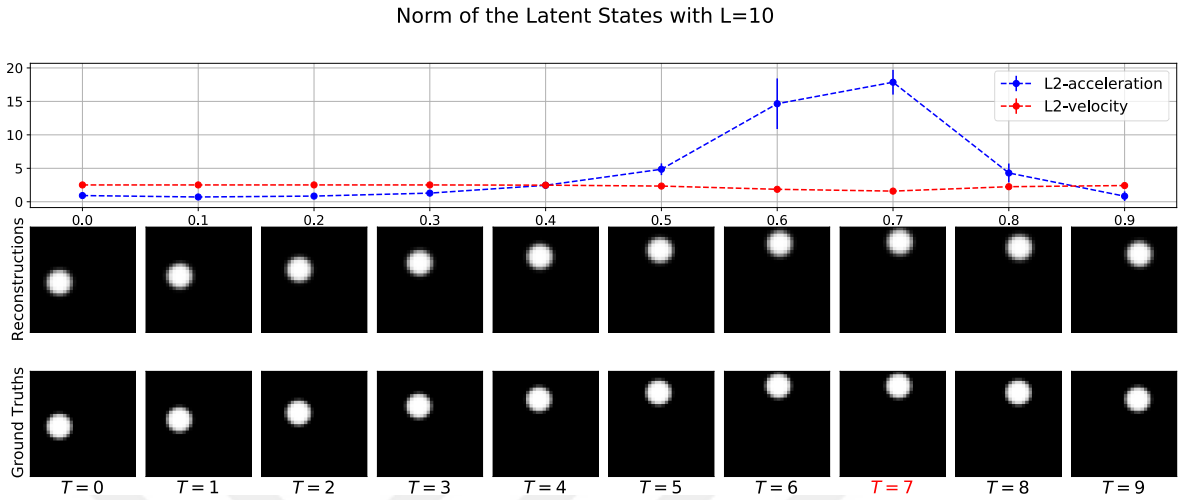 Norm of the Latent States with L=10
20
15
10
5
0
L2-acceleration
L2-velocity
0.0 0.1 0.2 0.3 0.4 0.5 0.6 0.7 0.8 0.9
Reconstructions
Ground Truths
T = 0 T = 1 T = 2 T = 3 T = 4 T = 5 T = 6 T = 7 T = 8 T = 9